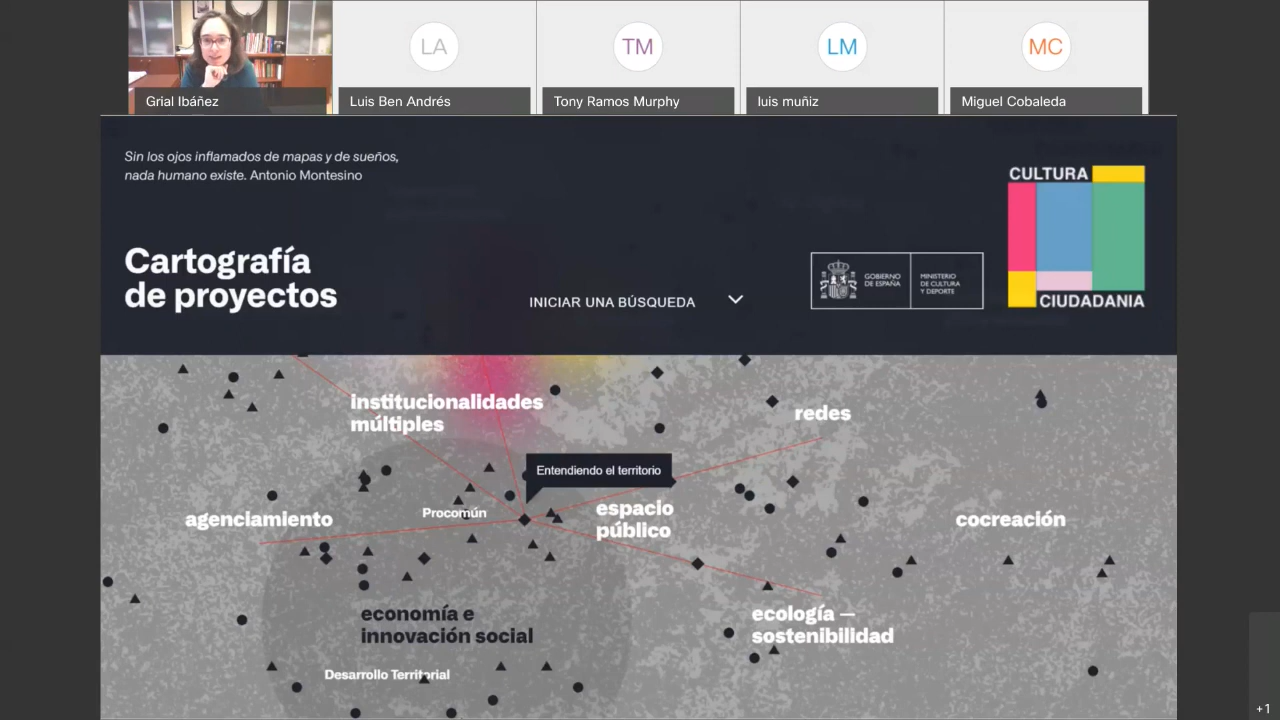 LA
TM
LM
MC
Grial Ibáñez
Luis Ben Andrés
Tony Ramos Murphy
luis muñiz
Miguel Cobaleda
Sin los ojos inflamados de mapas y de sueños,
nada humano existe. Antonio Montesino
Cartografía
de proyectos
INICIAR UNA BÚSQUEDA
GOBIERNO
DE ESPAÑA
MINISTERIO
DE CULTURA
Y DEPORTE
CULTURA
CIUDADANIA
institucionalidades
múltiples
redes
Entendiendo el territorio
Procomún
espacio
público
agenciamiento
cocreación
economía e
innovación social
ecología —
sostenibilidad
Desarrollo Territorial
+1